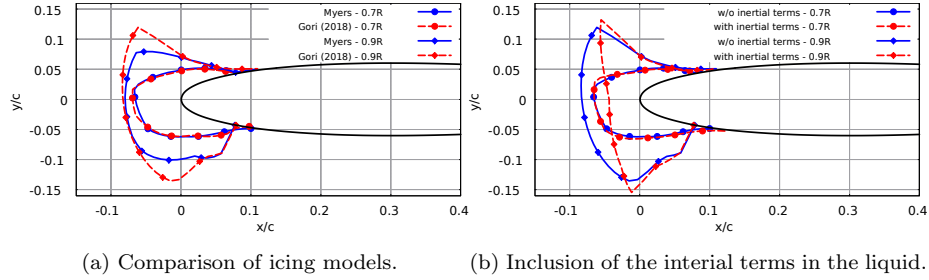 Myers - 0.7R
Gori (2018) - 0.7R
Myers - 0.9R
Gori (2018) - 0.9R
0.15
0.1
0.05
0
-0.05
-0.1
-0.15
y/c
-0.1
0
0.1
0.2
0.3
0.4
x/c
(a) Comparison of icing models.
w/o inertial terms - 0.7R
with inertial terms - 0.7R
w/o inertial terms - 0.9R
with inertial terms - 0.9R
0.15
0.1
0.05
0
-0.05
-0.1
-0.15
y/c
-0.1
0
0.1
0.2
0.3
0.4
x/c
(b) Inclusion of the interial terms in the liquid.